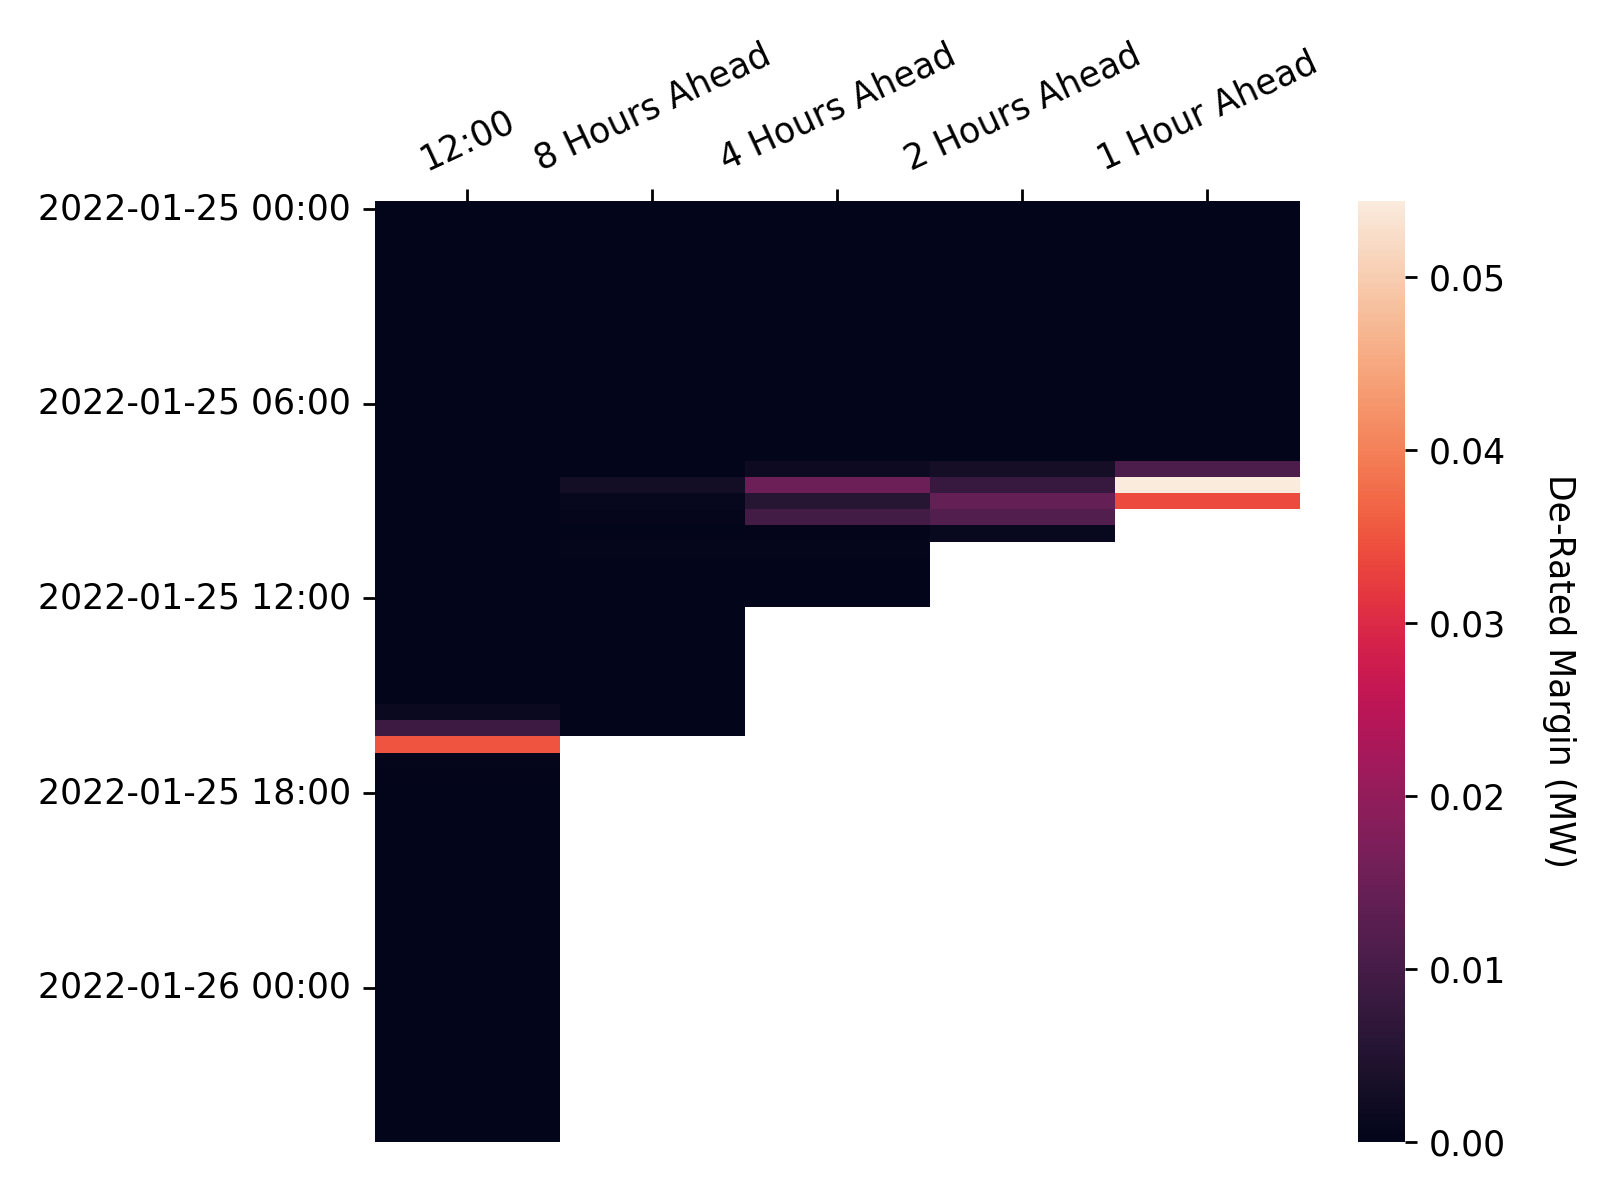 12:00
8 Hours Ahead
4 Hours Ahead
2 Hours Ahead
1 Hour Ahead
2022-01-25 00:00
2022-01-25 06:00
2022-01-25 12:00
2022-01-25 18:00
2022-01-26 00:00
0.05
0.04
0.03
0.02
0.01
0.00
De-Rated Margin (MW)